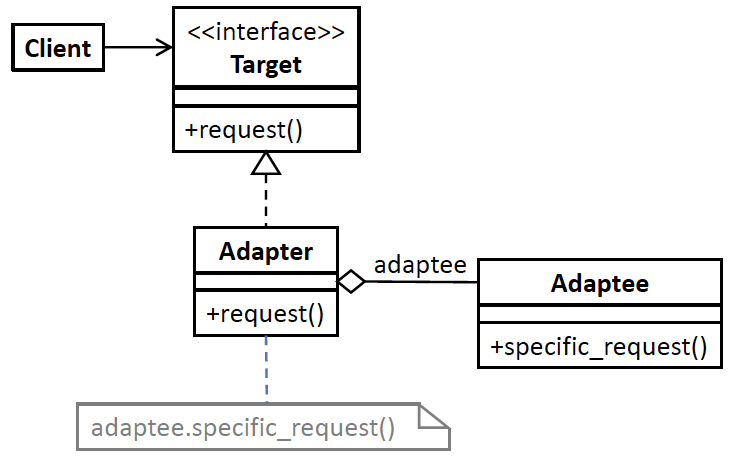 Client
<<interface>>
Target
+request()
Adapter
+request()
adaptee
Adaptee
+specific_request()
adaptee.specific_request()